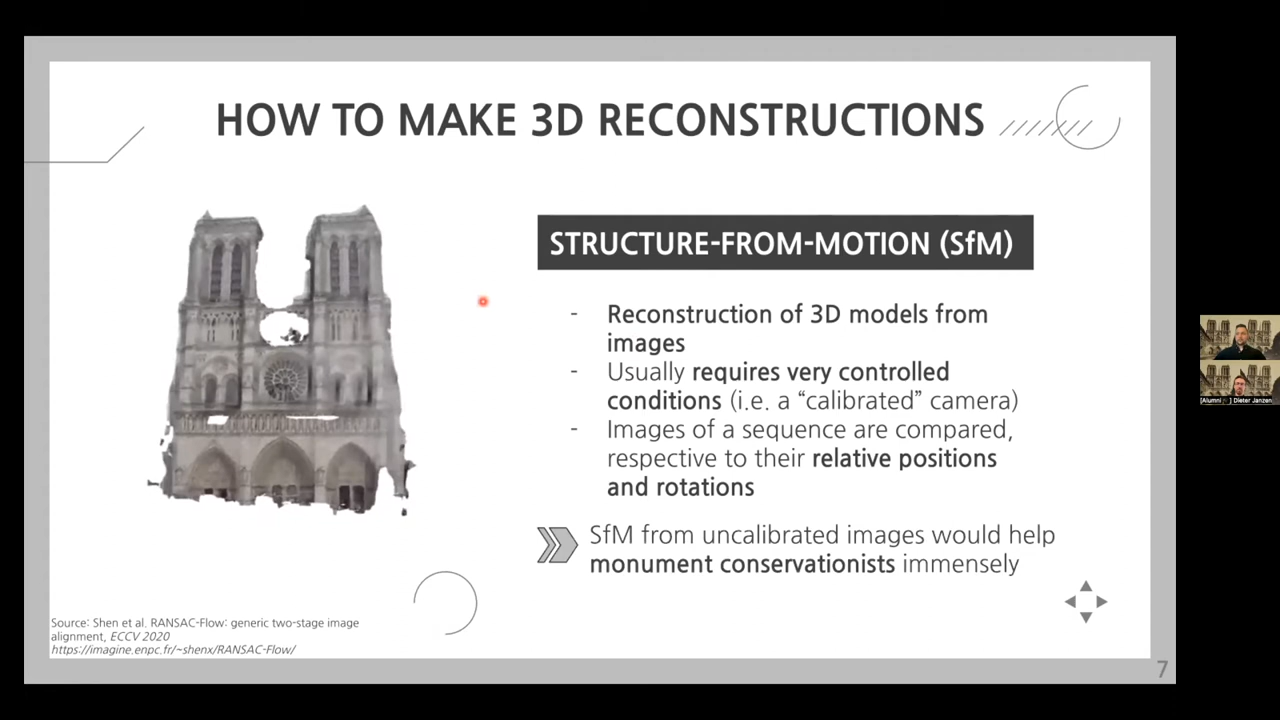 HOW TO MAKE 3D RECONSTRUCTIONS
STRUCTURE-FROM-MOTION (SfM)
- Reconstruction of 3D models from
images
- Usually requires very controlled
conditions (i.e. a “calibrated” camera)
- Images of a sequence are compared,
respective to their relative positions
and rotations
SfM from uncalibrated images would help
monument conservationists immensely
Source: Shen et al. RANSAC-Flow: generic two-stage image
alignment, ECCV 2020
https://imagine.enpc.fr/~shenx/RANSAC-Flow/
7
Dieter Janzen